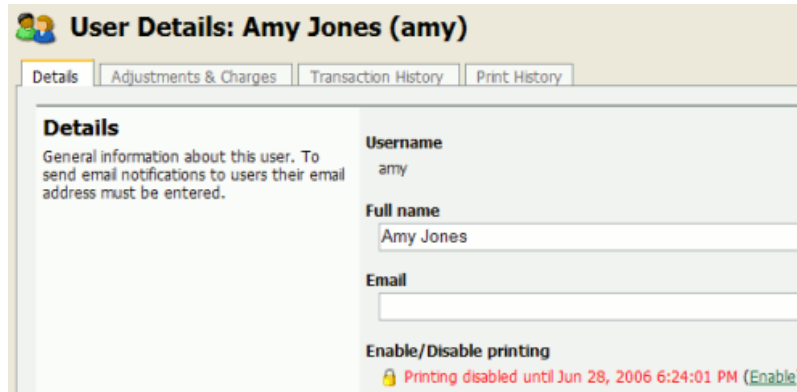 User Details: Amy Jones (amy)
Details Adjustments & Charges Transaction History Print History
Details
General information about this user. To
send email notifications to users their email
address must be entered.
Username
amy
Full name
Amy Jones
Email
Enable/Disable printing
Printing disabled until Jun 28, 2006 6:24:01 PM (Enable